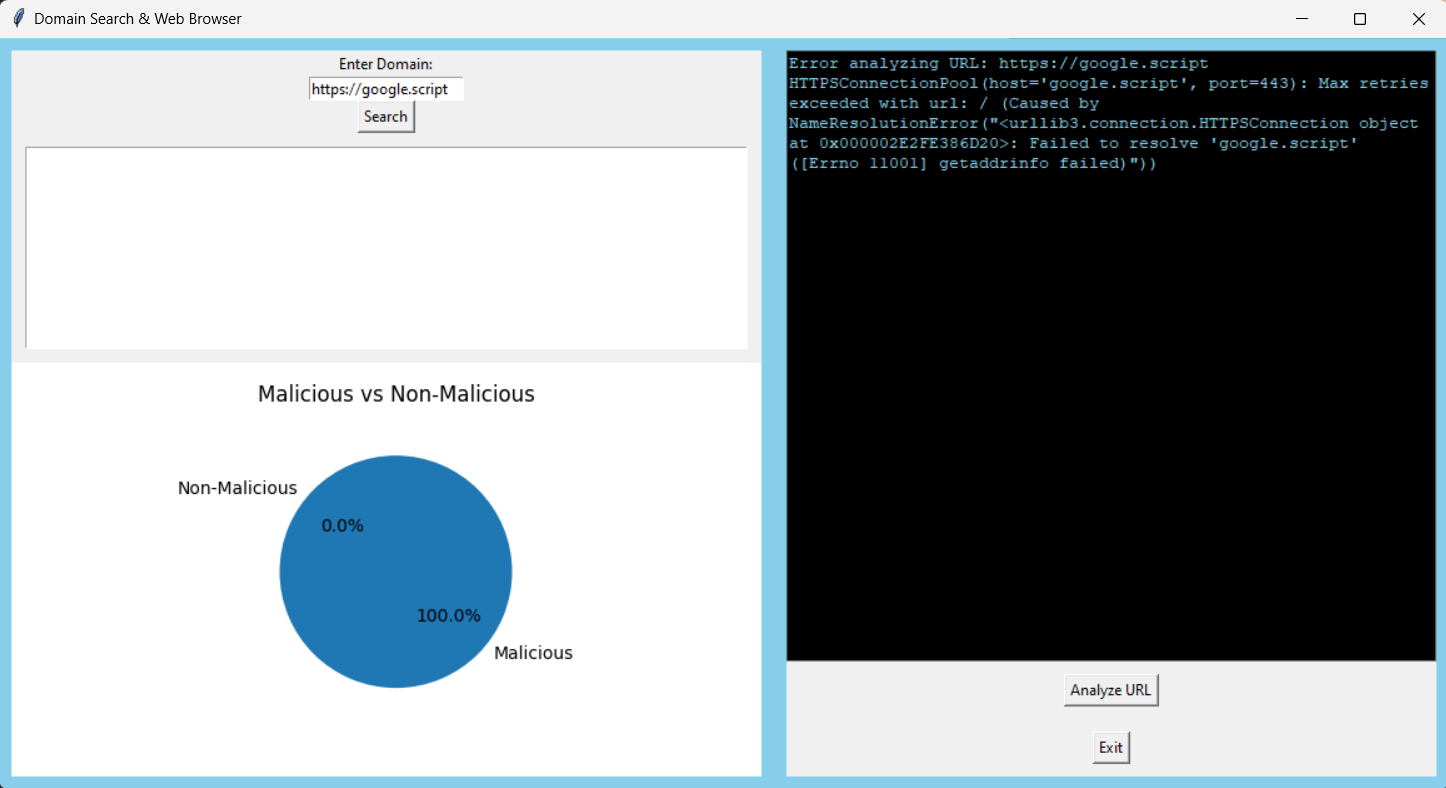 Domain Search & Web Browser
Enter Domain:
https://google.script
Search
Malicious vs Non-Malicious
Non-Malicious
0.0%
100.0%
Malicious
Error analyzing URL: https://google.script
HTTPSConnectionPool(host='google.script', port=443): Max retries
exceeded with url: / (Caused by
NameResolutionError("<urllib3.connection.HTTPSConnection object
at 0x000002E2FE386D20>: Failed to resolve 'google.script'
([Errno 11001] getaddrinfo failed)"))
Analyze URL
Exit